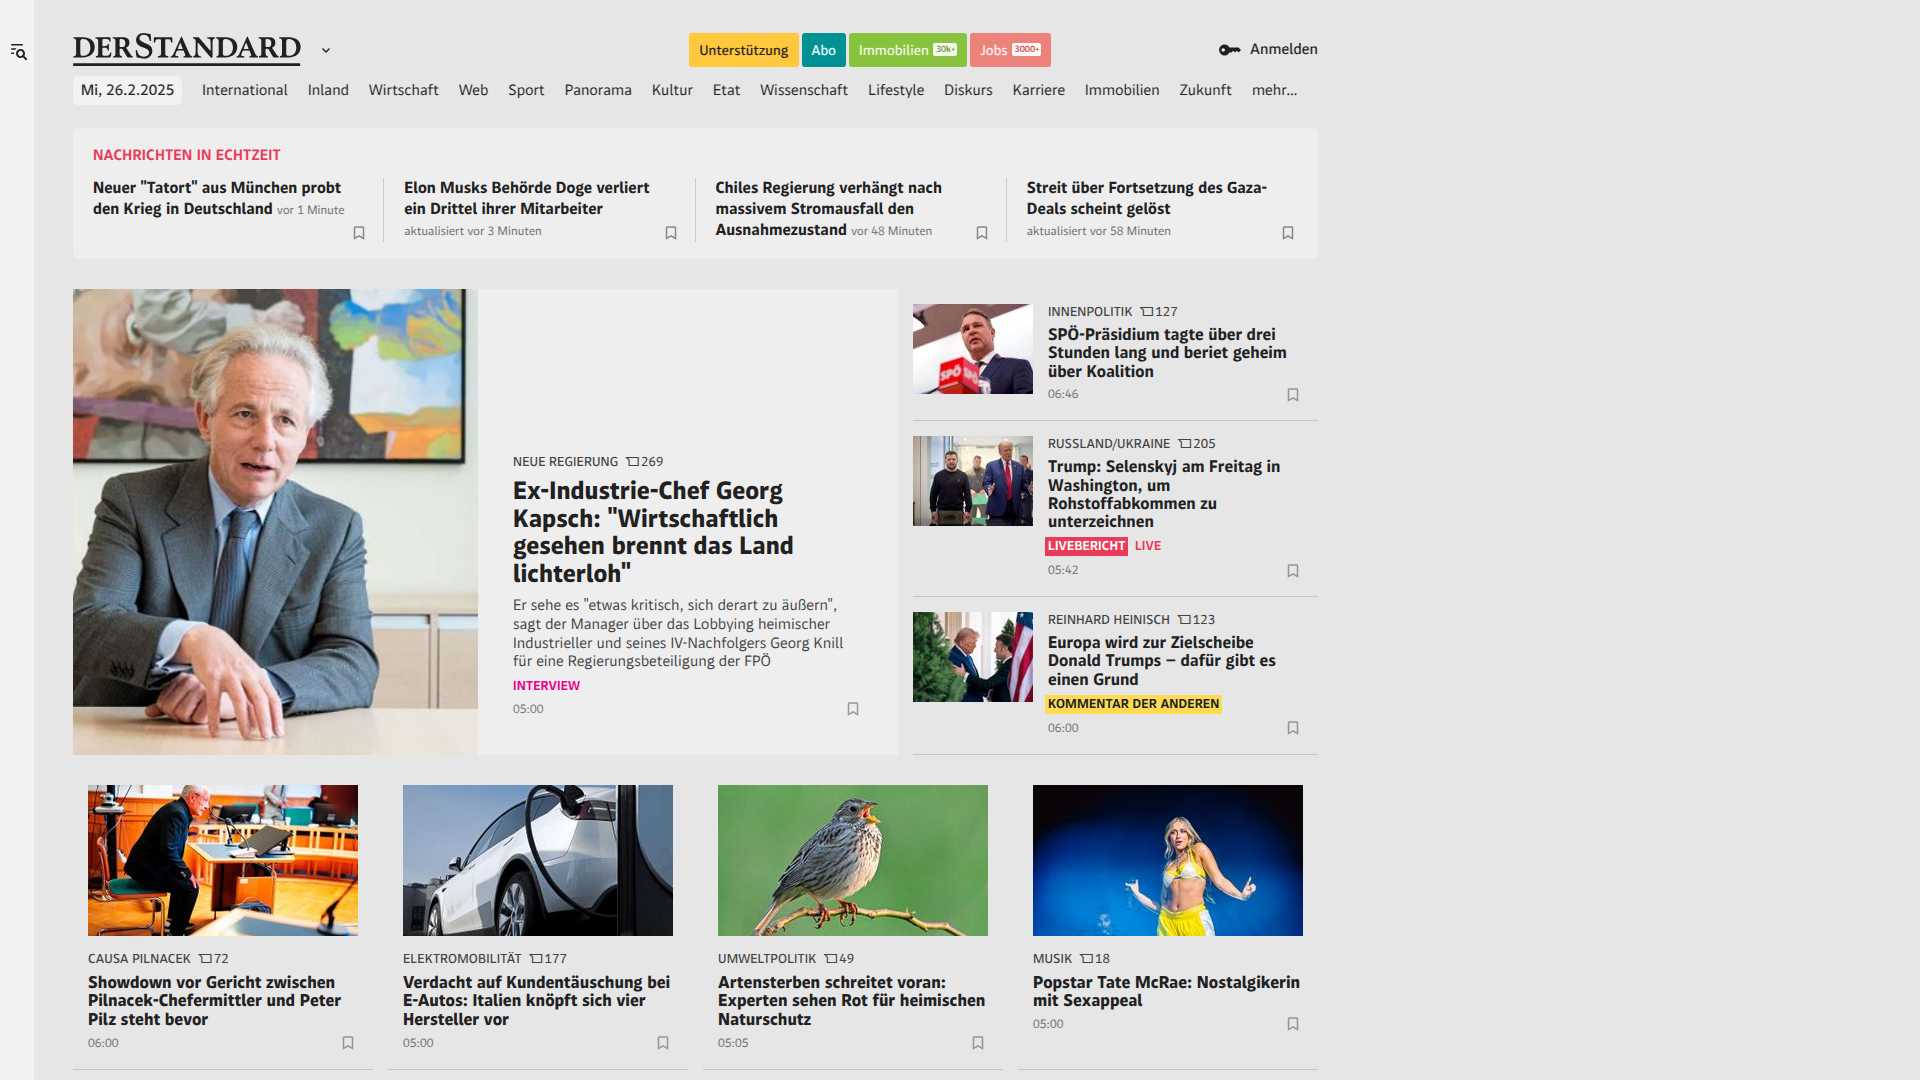 DERSTANDARD
Unterstützung
Abo
Immobilien 30k+
Jobs 3000+
Anmelden
Mi, 26.2.2025
International
Inland
Wirtschaft
Web
Sport
Panorama
Kultur
Etat
Wissenschaft
Lifestyle
Diskurs
Karriere
Immobilien
Zukunft
mehr...
NACHRICHTEN IN ECHTZEIT
Neuer "Tatort" aus München probt
den Krieg in Deutschland vor 1 Minute
Elon Musks Behörde Doge verliert
ein Drittel ihrer Mitarbeiter
aktualisiert vor 3 Minuten
Chiles Regierung verhängt nach
massivem Stromausfall den
Ausnahmezustand vor 48 Minuten
Streit über Fortsetzung des Gaza-
Deals scheint gelöst
aktualisiert vor 58 Minuten
NEUE REGIERUNG 269
Ex-Industrie-Chef Georg
Kapsch: "Wirtschaftlich
gesehen brennt das Land
lichterloh"
Er sehe es "etwas kritisch, sich derart zu äußern",
sagt der Manager über das Lobbying heimischer
Industrieller und seines IV-Nachfolgers Georg Knill
für eine Regierungsbeteiligung der FPÖ
INTERVIEW
05:00
SPÖ
INNENPOLITIK 127
SPÖ-Präsidium tagte über drei
Stunden lang und beriet geheim
über Koalition
06:46
RUSSLAND/UKRAINE 205
Trump: Selenskyj am Freitag in
Washington, um
Rohstoffabkommen zu
unterzeichnen
LIVEBERICHT LIVE
05:42
REINHARD HEINISCH 123
Europa wird zur Zielscheibe
Donald Trumps – dafür gibt es
einen Grund
KOMMENTAR DER ANDEREN
06:00
CAUSA PILNACEK 72
Showdown vor Gericht zwischen
Pilnacek-Chefermittler und Peter
Pilz steht bevor
06:00
ELEKTROMOBILITÄT 177
Verdacht auf Kundentäuschung bei
E-Autos: Italien knöpft sich vier
Hersteller vor
05:00
UMWELTPOLITIK 49
Artensterben schreitet voran:
Experten sehen Rot für heimischen
Naturschutz
05:05
MUSIK 18
Popstar Tate McRae: Nostalgikerin
mit Sexappeal
05:00